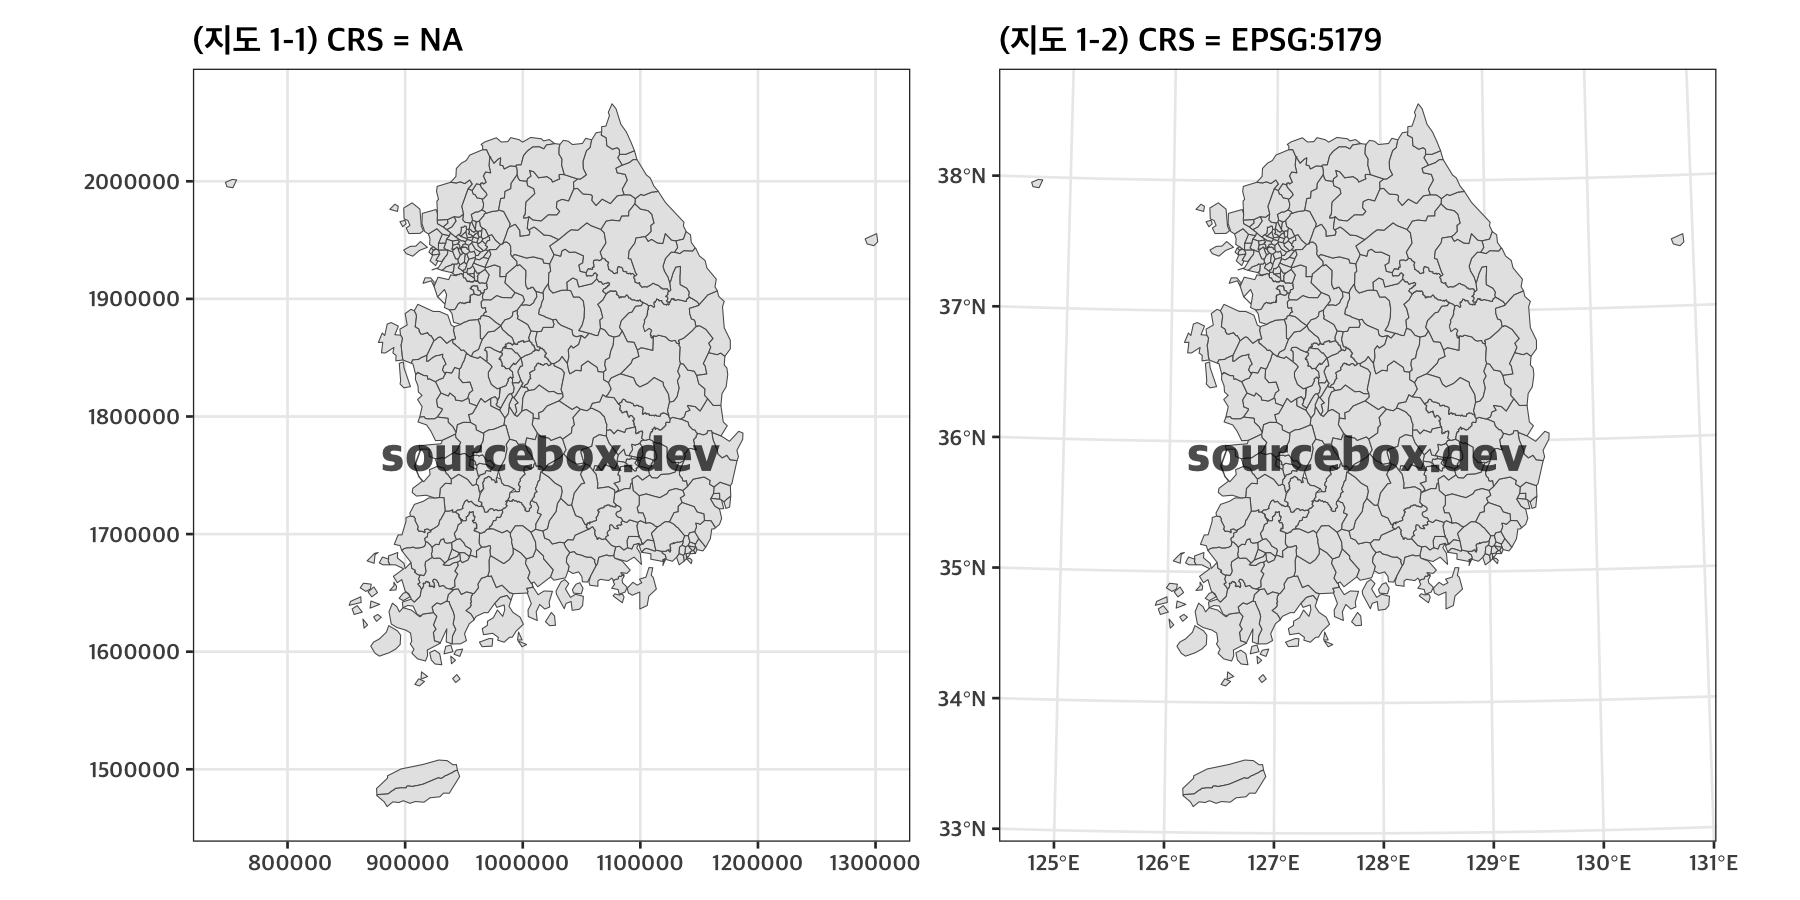 (지도 1-1) CRS = NA
2000000
1900000
1800000
1700000
1600000
1500000
800000 900000 1000000 1100000 1200000 1300000
sourcebox.dev
(지도 1-2) CRS = EPSG:5179
38°N
37°N
36°N
35°N
34°N
33°N
125°E 126°E 127°E 128°E 129°E 130°E 131°E
sourcebox.dev